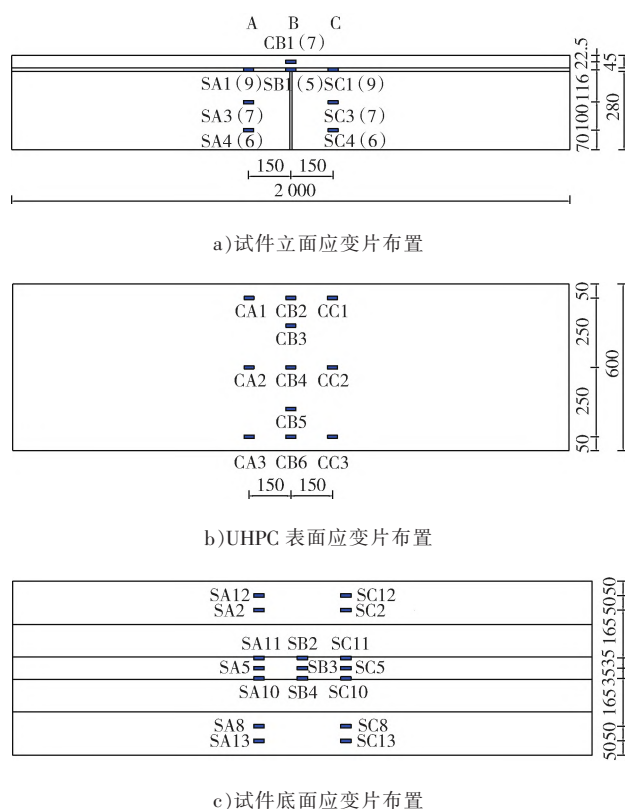 A B C
CB1(7)
SA1(9) SB1(5) SC1(9)
SA3(7) SC3(7)
SA4(6) SC4(6)
22.5
45
116
100
70
280
150 150
2 000
a)试件立面应变片布置
CA1 CB2 CC1
CB3
CA2 CB4 CC2
CB5
CA3 CB6 CC3
50
250
250
50
600
150 150
b)UHPC 表面应变片布置
SA12 SC12
SA2 SC2
SA11 SB2 SC11
SA5 SB3 SC5
SA10 SB4 SC10
SA8 SC8
SA13 SC13
50
50
165
35
35
165
50
50
c)试件底面应变片布置